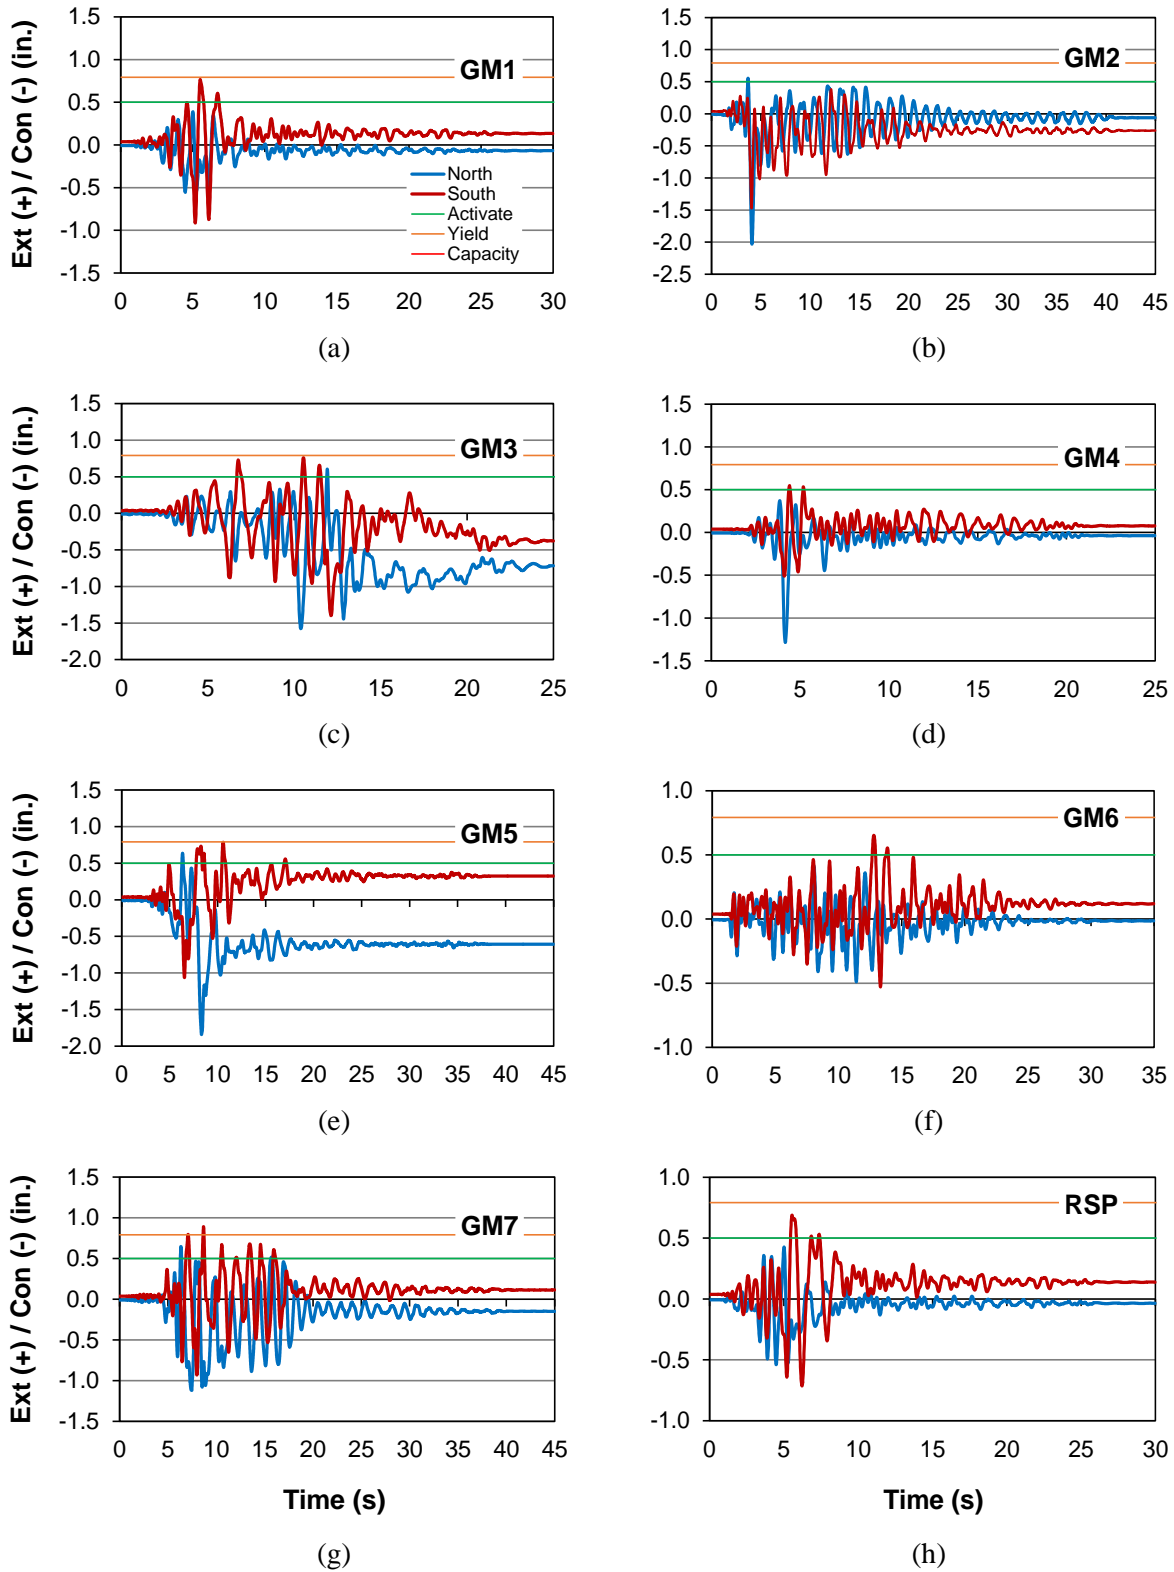 Ext (+) / Con (-) (in.)
1.5
1.0
0.5
0.0
-0.5
-1.0
-1.5
GM1
North
South
Activate
Yield
Capacity
0 5 10 15 20 25 30
(a)
1.5
1.0
0.5
0.0
-0.5
-1.0
-1.5
-2.0
-2.5
GM2
0 5 10 15 20 25 30 35 40 45
(b)
Ext (+) / Con (-) (in.)
1.5
1.0
0.5
0.0
-0.5
-1.0
-1.5
-2.0
GM3
0 5 10 15 20 25
(c)
1.5
1.0
0.5
0.0
-0.5
-1.0
-1.5
GM4
0 5 10 15 20 25
(d)
Ext (+) / Con (-) (in.)
1.5
1.0
0.5
0.0
-0.5
-1.0
-1.5
-2.0
GM5
0 5 10 15 20 25 30 35 40 45
(e)
1.0
0.5
0.0
-0.5
-1.0
GM6
0 5 10 15 20 25 30 35
(f)
Ext (+) / Con (-) (in.)
1.5
1.0
0.5
0.0
-0.5
-1.0
-1.5
GM7
0 5 10 15 20 25 30 35 40 45
Time (s)
(g)
1.0
0.5
0.0
-0.5
-1.0
RSP
0 5 10 15 20 25 30
Time (s)
(h)